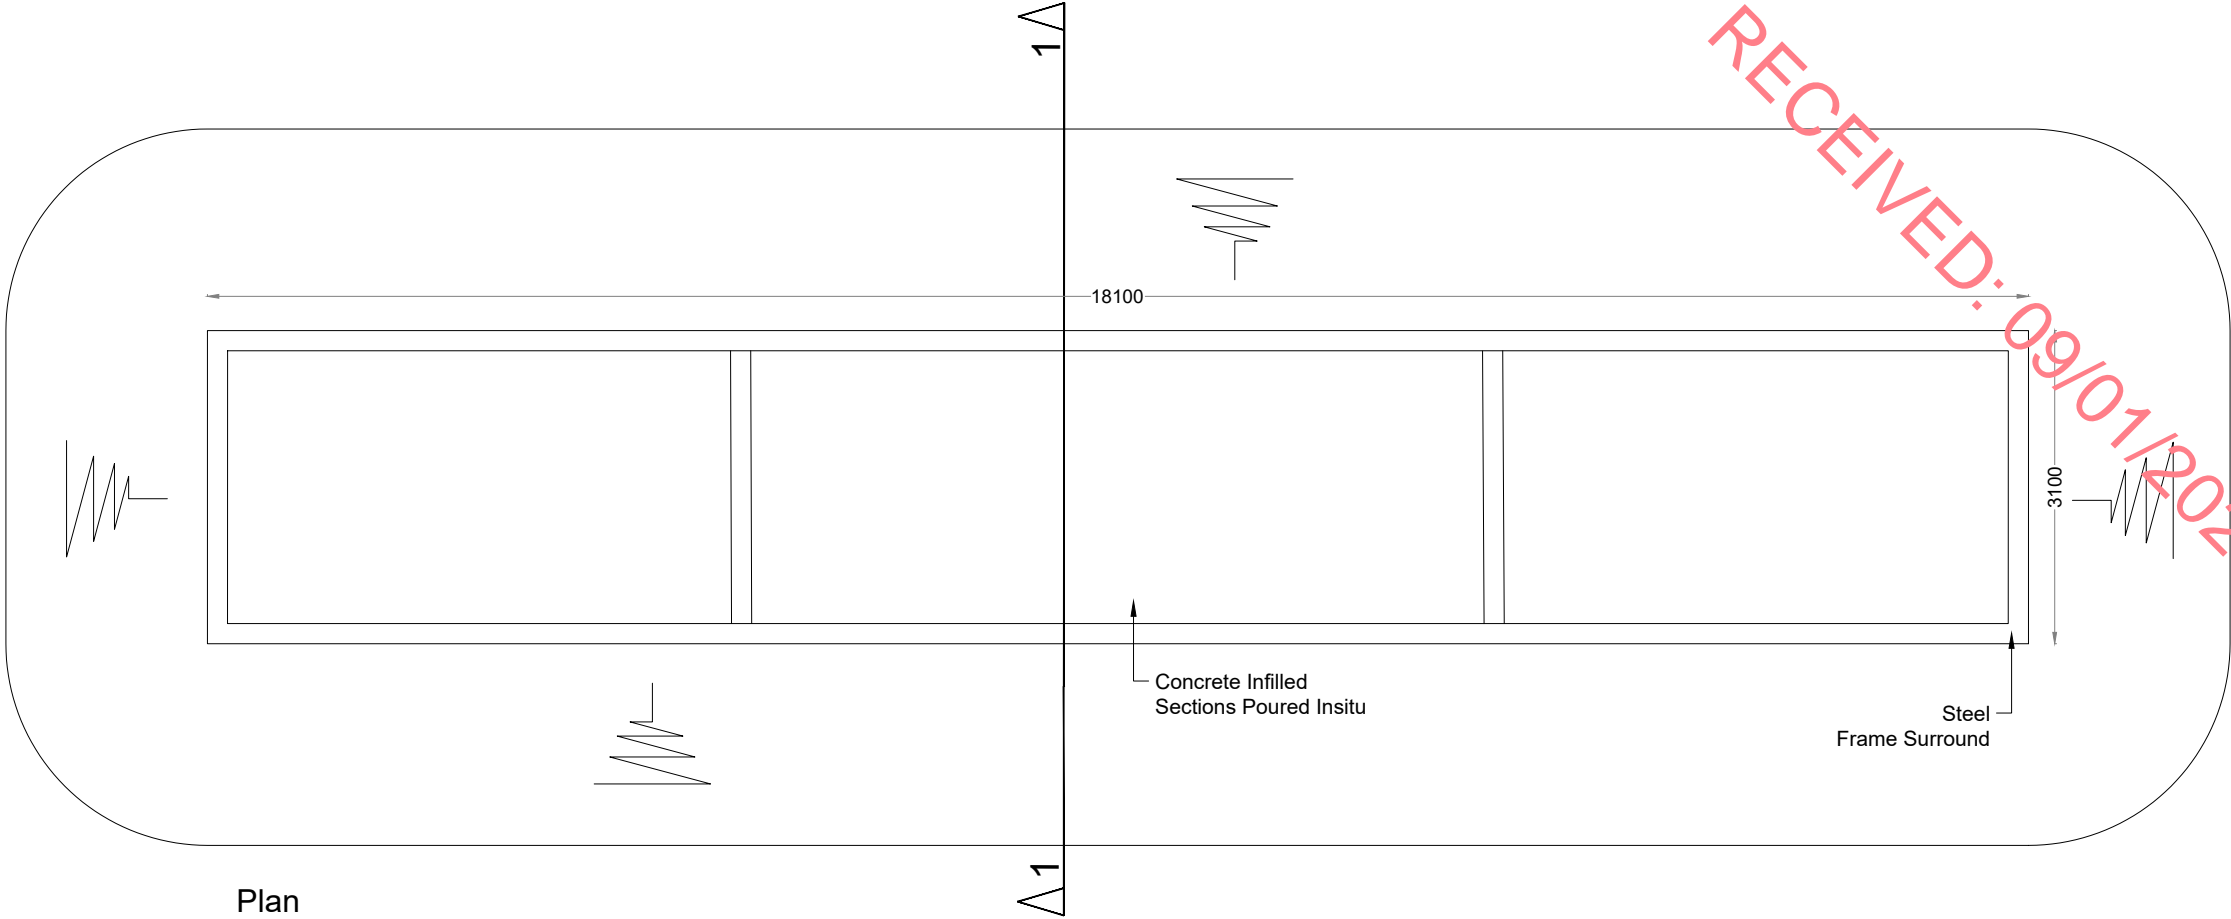 1
RECEIVED: 09/01/202
18100
3100
Concrete Infilled
Sections Poured Insitu
Steel
Frame Surround
1
Plan